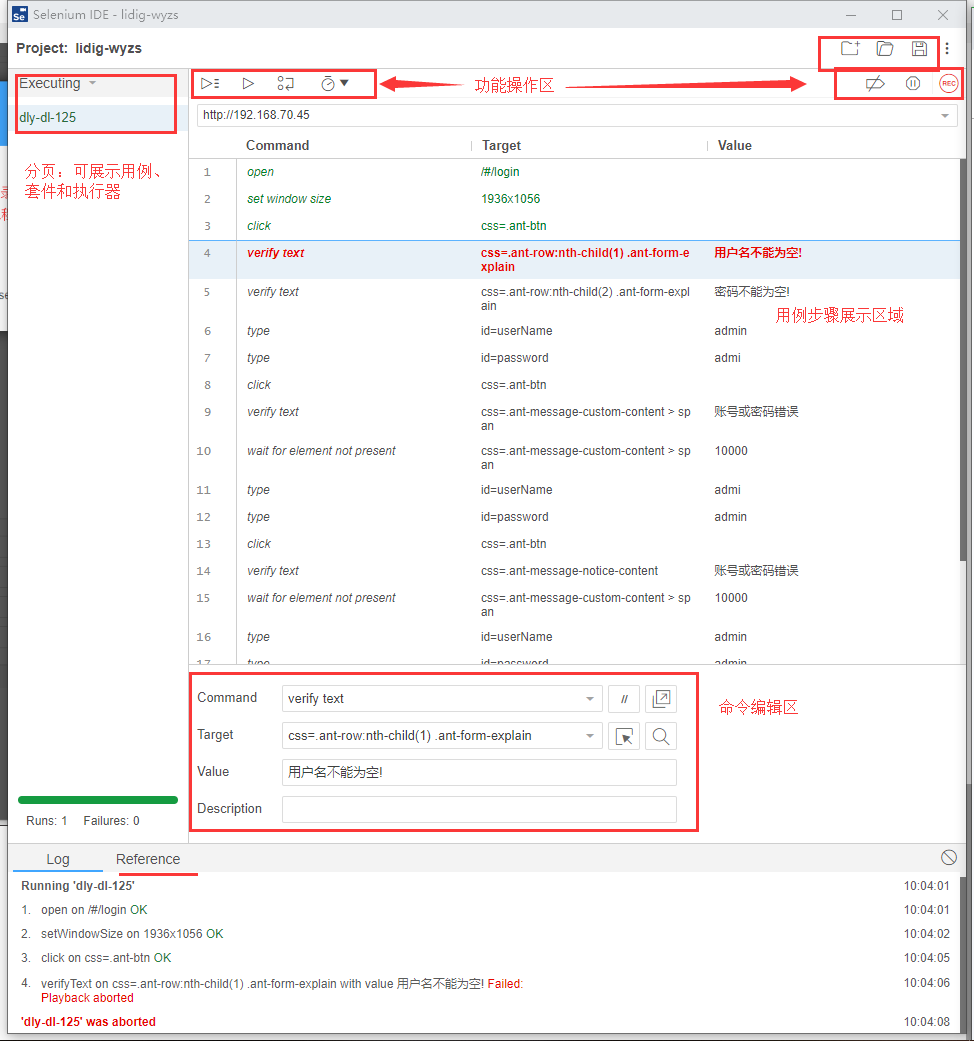 Selenium IDE - lidig-wyzs
Project: lidig-wyzs
Executing
dly-dl-125
功能操作区
REC
http://192.168.70.45
分页：可展示用例、
套件和执行器
Command Target Value
1 open /#/login
2 set window size 1936x1056
3 click css=.ant-btn
4 verify text css=.ant-row:nth-child(1) .ant-form-e 用户名不能为空!
xplain
5 verify text css=.ant-row:nth-child(2) .ant-form-expl 密码不能为空!
ain
用例步骤展示区域
6 type id=userName admin
7 type id=password admi
8 click css=.ant-btn
9 verify text css=.ant-message-custom-content > sp 账号或密码错误
an
10 wait for element not present css=.ant-message-custom-content > sp 10000
an
11 type id=userName admi
12 type id=password admin
13 click css=.ant-btn
14 verify text css=.ant-message-notice-content 账号或密码错误
15 wait for element not present css=.ant-message-custom-content > sp 10000
an
16 type id=userName admin
17 type id=password admin
Command verify text //
命令编辑区
Target css=.ant-row:nth-child(1) .ant-form-explain
Value 用户名不能为空!
Description
Runs: 1 Failures: 0
Log Reference
Running 'dly-dl-125' 10:04:01
1. open on /#/login OK 10:04:01
2. setWindowSize on 1936x1056 OK 10:04:02
3. click on css=.ant-btn OK 10:04:05
4. verifyText on css=.ant-row:nth-child(1) .ant-form-explain with value 用户名不能为空! Failed: 10:04:06
Playback aborted
'dly-dl-125' was aborted 10:04:08